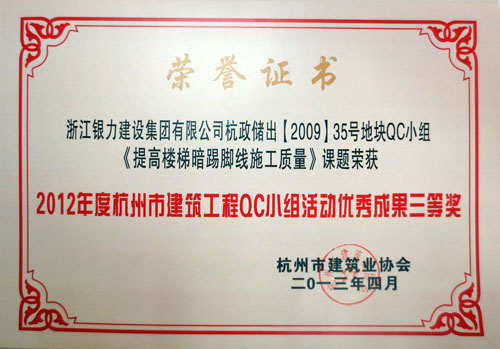 荣誉证书
浙江银力建设集团有限公司杭政储出【2009】35号地块QC小组
《提高楼梯暗踢脚线施工质量》课题荣获
2012年度杭州市建筑工程QC小组活动优秀成果三等奖
杭州市建筑业协会
二〇一三年四月